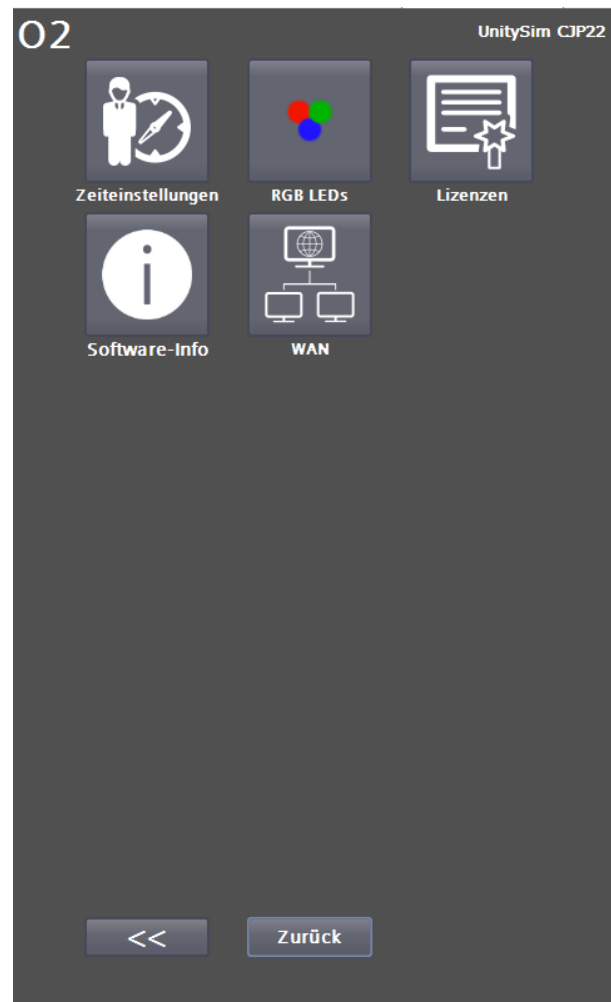 O2
UnitySim CJP22
Zeiteinstellungen
RGB LEDs
Lizenzen
Software-Info
WAN
<<
Zurück